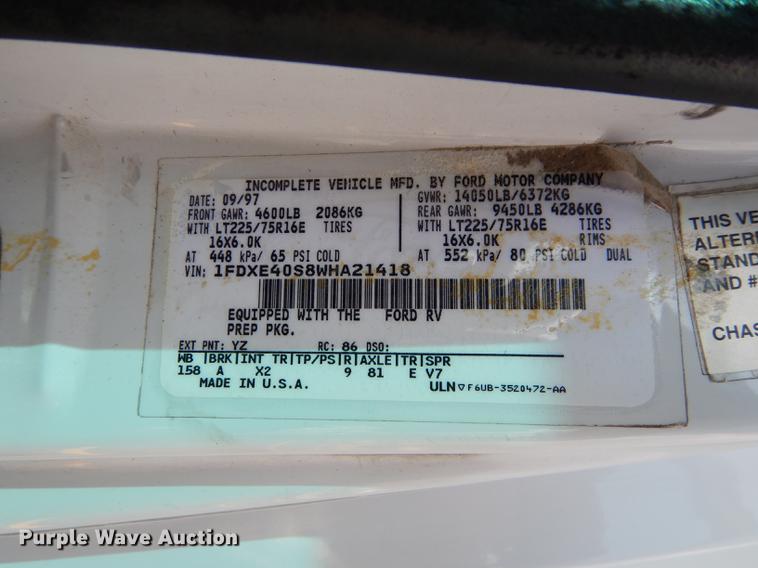 INCOMPLETE VEHICLE MFD. BY FORD MOTOR COMPANY
DATE: 09/97 GVWR: 14050LB/6372KG
FRONT GAWR: 4600LB 2086KG REAR GAWR: 9450LB 4286KG
WITH LT225/75R16E TIRES WITH LT225/75R16E TIRES
16X6.0K 16X6.0K RIMS
AT 448 kPa/ 65 PSI COLD AT 552 kPa/ 80 PSI COLD DUAL
1FDXE40S8WHA21418
EQUIPPED WITH THE FORD RV
PREP PKG.
EXT PNT: YZ RC: 86 DSO:
WB |BRK|INT TR|TP/PS|R|AXLE|TR|SPR
158 A X2 9 81 E V7
MADE IN U.S.A. ULN F6UB-3520472-AA
THIS VE
ALTER
STAND
AND #
CHAS
Purple Wave Auction